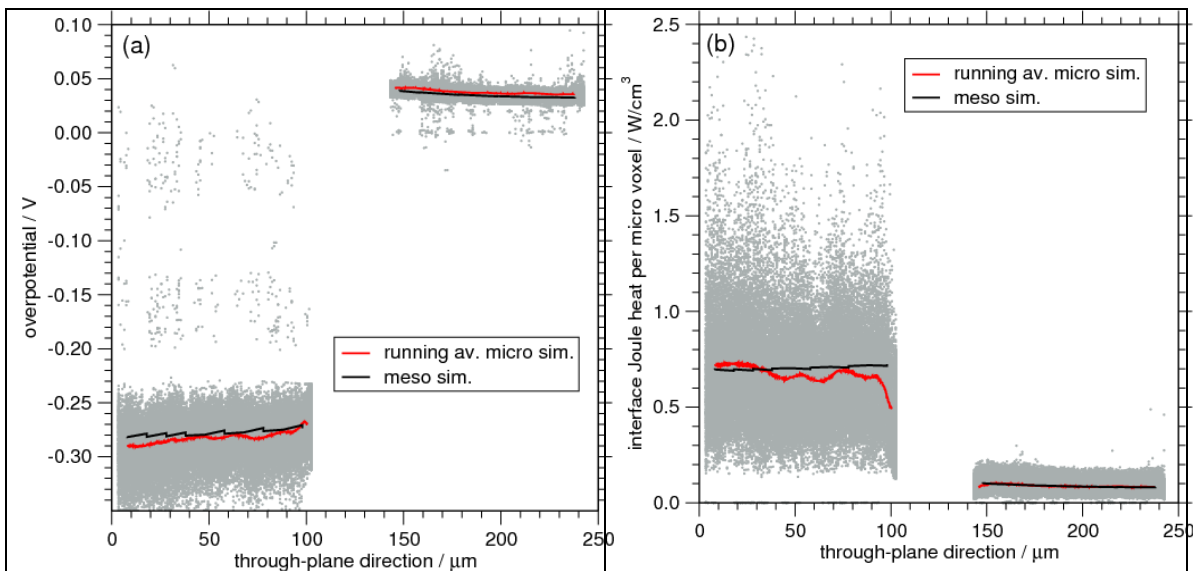 (a)
0.10
0.05
0.00
-0.05
-0.10
-0.15
-0.20
-0.25
-0.30
overpotential / V
running av. micro sim.
meso sim.
0 50 100 150 200 250
through-plane direction / μm
(b)
2.5
2.0
1.5
1.0
0.5
0.0
interface Joule heat per micro voxel / W/cm³
running av. micro sim.
meso sim.
0 50 100 150 200 250
through-plane direction / μm